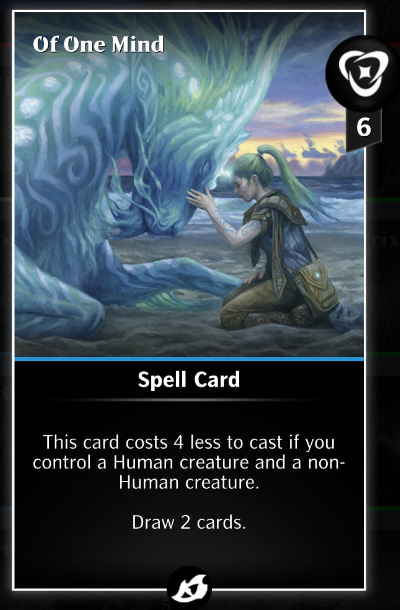 Of One Mind
6
Spell Card
This card costs 4 less to cast if you
control a Human creature and a non-
Human creature.
Draw 2 cards.